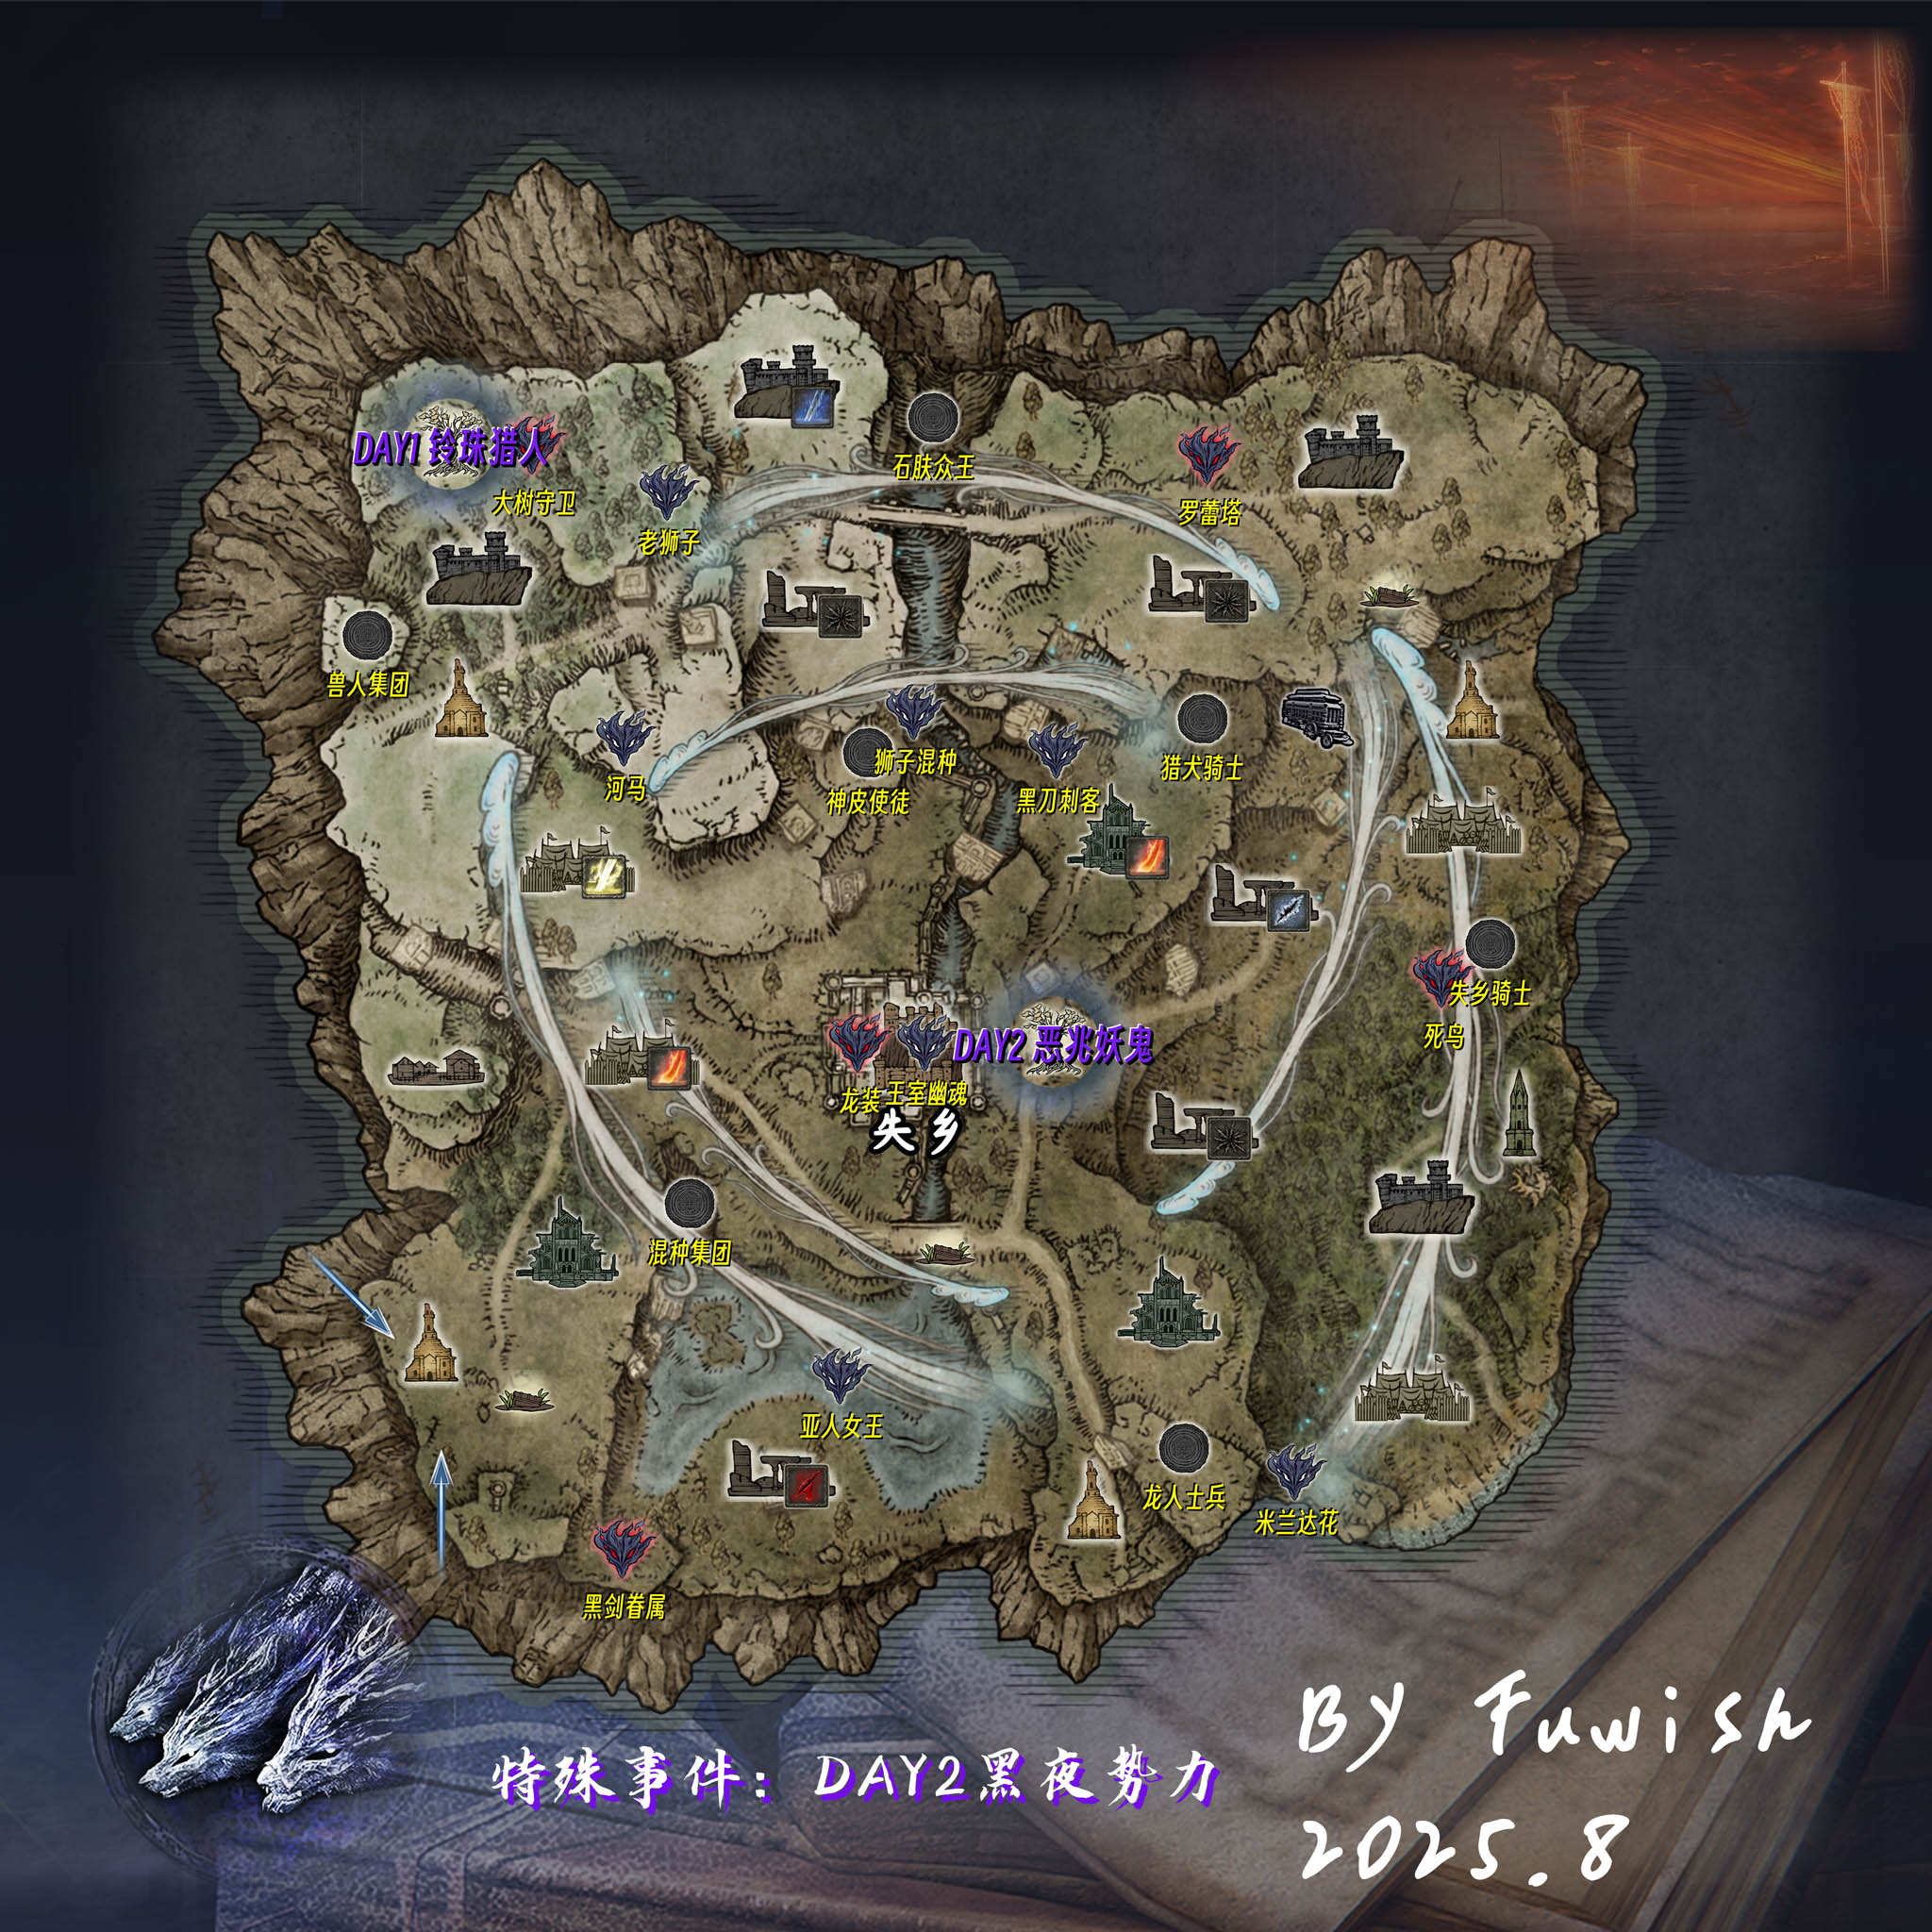 DAY1 铃珠猎人
石肤众王
大树守卫
罗蕾塔
老狮子
兽人集团
狮子混种
猎犬骑士
河马
神皮使徒
黑刀刺客
失乡骑士
死鸟
DAY2 恶兆妖鬼
龙装
王室幽魂
失乡
混种集团
亚人女王
龙人士兵
米兰达花
黑剑眷属
BY Fuwish
特殊事件：DAY2黑夜势力
2025.8